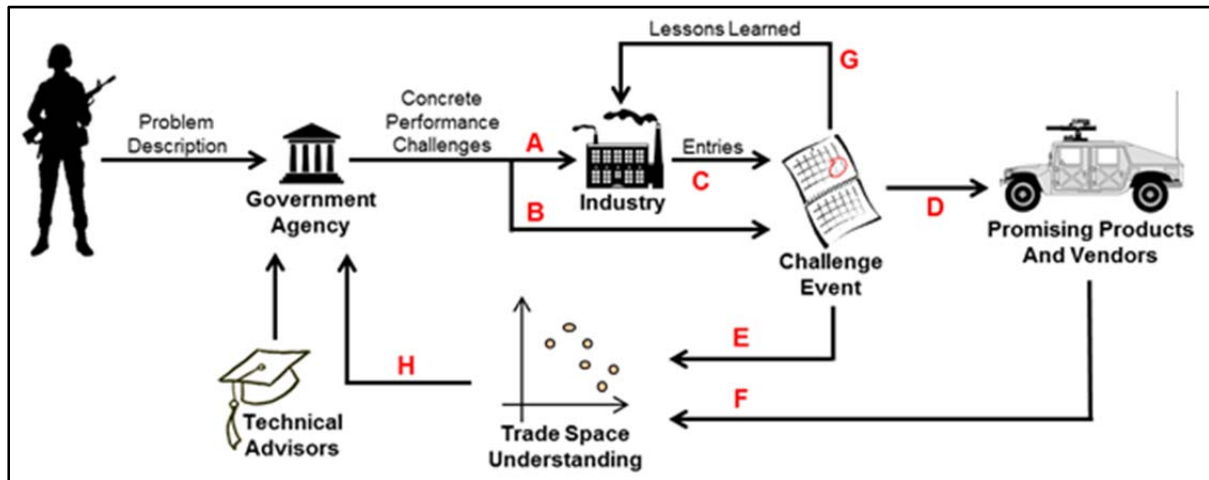 Lessons Learned
G
Problem
Description
Concrete
Performance
Challenges
A
Entries
C
Government
Agency
Industry
B
D
Challenge
Event
Promising Products
And Vendors
E
H
F
Technical
Advisors
Trade Space
Understanding